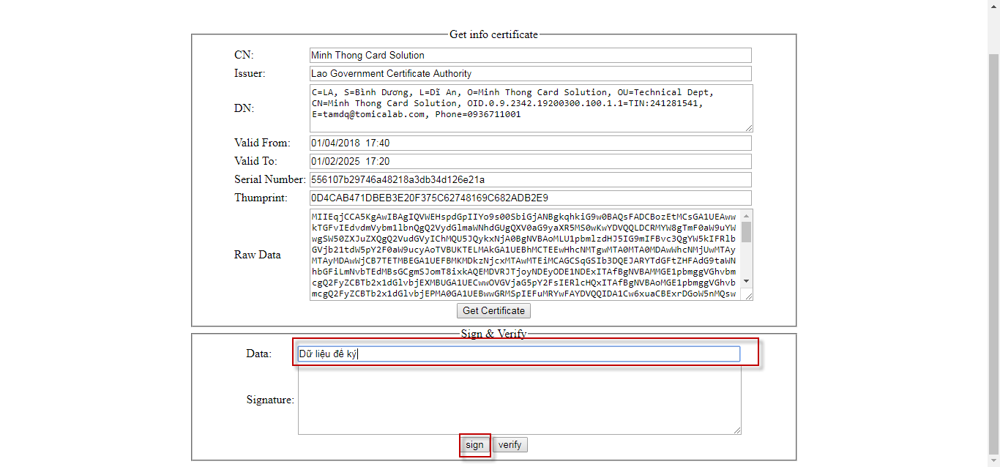 Get info certificate
CN: Minh Thong Card Solution
Issuer: Lao Government Certificate Authority
DN: C=LA, S=Bình Dương, L=Dĩ An, O=Minh Thong Card Solution, OU=Technical Dept,
CN=Minh Thong Card Solution, OID.0.9.2342.19200300.100.1.1=TIN:241281541,
E=tamdq@tomicalab.com, Phone=0936711001
Valid From: 01/04/2018 17:40
Valid To: 01/02/2025 17:20
Serial Number: 556107b29746a48218a3db34d126e21a
Thumprint: 0D4CAB471DBEB3E20F375C62748169C682ADB2E9
Raw Data
MIIEqjCCA5KgAwIBAgIQVWEHspdGpIIYo9s00SbiGjANBgkqhkiG9w0BAQsFADCBozEtMCsGA1UEAww
kTGFvIEdvdmVybm1lbnQgQ2VydGlmaWNhdGUgQXV0aG9yaXR5MS0wKwYDVQQLDCRMYW8gTmF0aW9uYW
wgSW50ZXJuZXQgQ2VudGVyIChMQU5JQykxNjA0BgNVBAoMLU1pbmlzdHJ5IG9mIFBvc3QgYW5kIFRlb
GVjb21tdW5pY2F0aW9ucyAoTVBUKTELMAkGA1UEBhMCTEEwHhcNMTgwMTA0MTA0MDAwWhcNMjUwMTAy
MTAyMDAwWjCB7TETMBEGA1UEFBMKMDkzNjcxMTAwMTEiMCAGCSqGSIb3DQEJARYTdGFtZHFAdG9taWN
hbGFiLmNvbTEdMBsGCgmSJomT8ixkAQEMDVRJTjoyNDEyODE1NDExITAfBgNVBAMMGE1pbmggVGhvbm
cgQ2FyZCBTb2x1dGlvbjEXMBUGA1UECwwOVGVjaG5pY2FsIERlcHQxITAfBgNVBAoMGE1pbmggVGhvb
mcgQ2FyZCBTb2x1dGlvbjEPMA0GA1UEBwwGRMSpIEFuMRYwFAYDVQQIDA1Cw6xuaCBExrDGoW5nMQsw
Get Certificate
Sign & Verify
Data: Dữ liệu đê ký
Signature:
sign verify